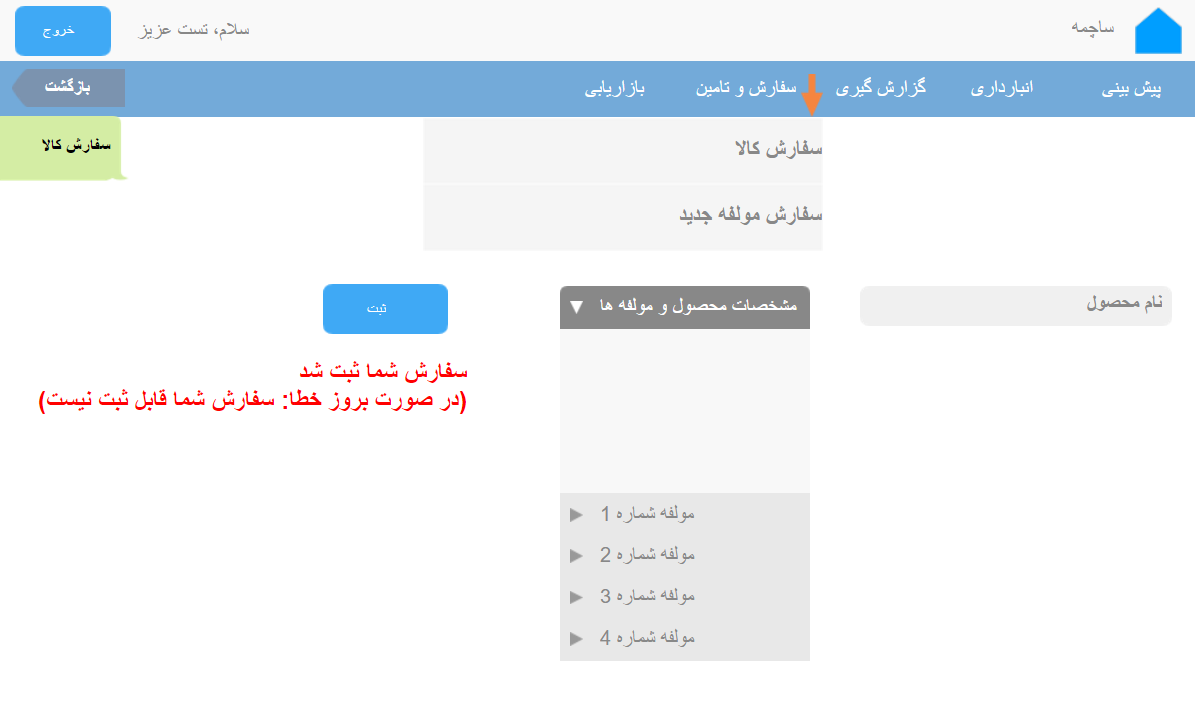 ساچمه
سلام، تست عزیز
خروج
پیش بینی
انبارداری
گزارش گیری
سفارش و تامین
بازاریابی
بازگشت
سفارش کالا
سفارش کالا
سفارش مولفه جدید
نام محصول
مشخصات محصول و مولفه ها
ثبت
سفارش شما ثبت شد
(در صورت بروز خطا: سفارش شما قابل ثبت نیست)
مولفه شماره 1
مولفه شماره 2
مولفه شماره 3
مولفه شماره 4